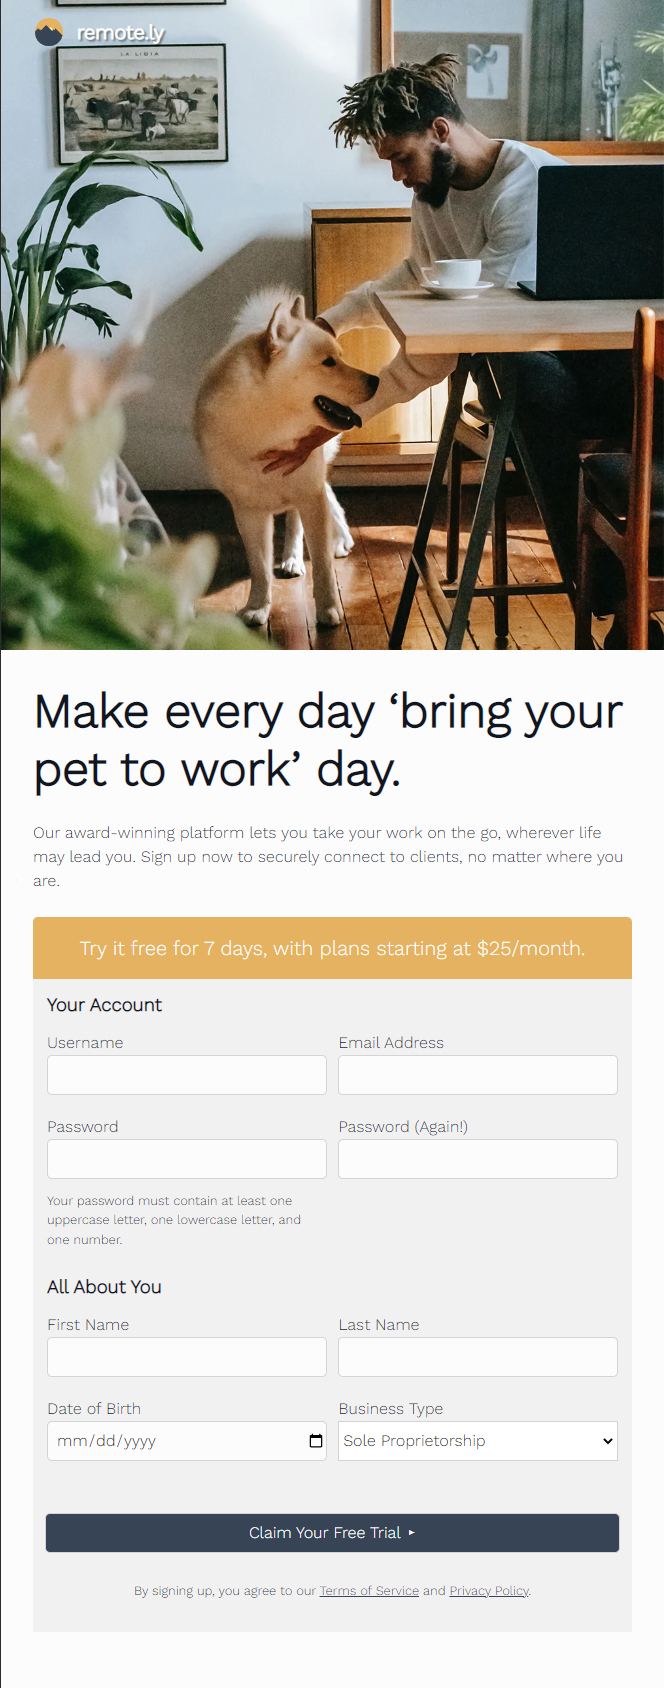 remote.ly
LA LIGIA
Make every day ‘bring your
pet to work’ day.
Our award-winning platform lets you take your work on the go, wherever life
may lead you. Sign up now to securely connect to clients, no matter where you
are.
Try it free for 7 days, with plans starting at $25/month.
Your Account
Username Email Address
Password Password (Again!)
Your password must contain at least one
uppercase letter, one lowercase letter, and
one number.
All About You
First Name Last Name
Date of Birth Business Type
mm/dd/yyyy Sole Proprietorship
Claim Your Free Trial ▸
By signing up, you agree to our Terms of Service and Privacy Policy.